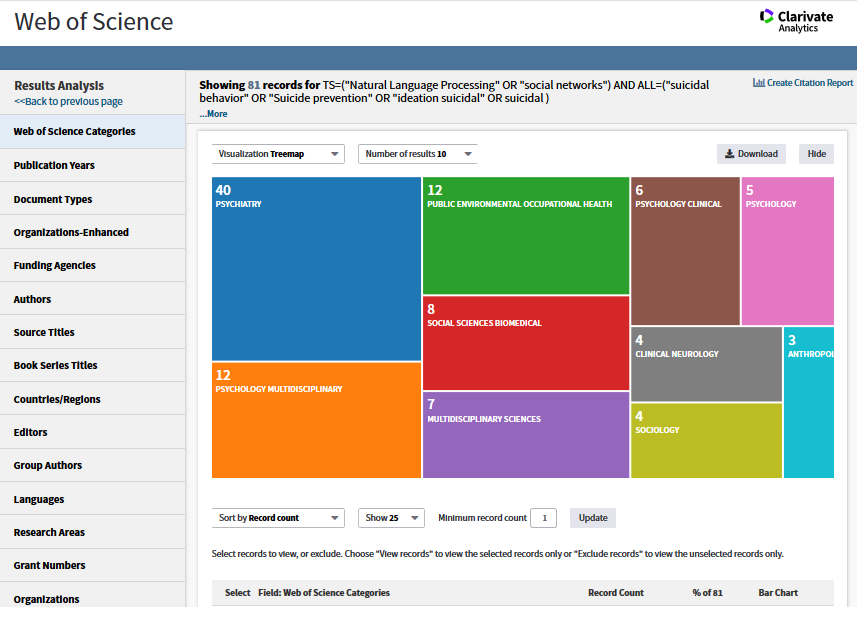 Web of Science
Clarivate
Analytics
Results Analysis
<<Back to previous page
Showing 81 records for TS=("Natural Language Processing" OR "social networks") AND ALL=("suicidal
behavior" OR "Suicide prevention" OR "ideation suicidal" OR suicidal )
...More
Create Citation Report
Web of Science Categories
Publication Years
Document Types
Organizations-Enhanced
Funding Agencies
Authors
Source Titles
Book Series Titles
Countries/Regions
Editors
Group Authors
Languages
Research Areas
Grant Numbers
Organizations
Visualization Treemap
Number of results 10
Download
Hide
40
PSYCHIATRY
12
PUBLIC ENVIRONMENTAL OCCUPATIONAL HEALTH
6
PSYCHOLOGY CLINICAL
5
PSYCHOLOGY
8
SOCIAL SCIENCES BIOMEDICAL
4
CLINICAL NEUROLOGY
3
ANTHROPOL
12
PSYCHOLOGY MULTIDISCIPLINARY
7
MULTIDISCIPLINARY SCIENCES
4
SOCIOLOGY
Sort by Record count
Show 25
Minimum record count 1
Update
Select records to view, or exclude. Choose "View records" to view the selected records only or "Exclude records" to view the unselected records only.
Select Field: Web of Science Categories Record Count % of 81 Bar Chart